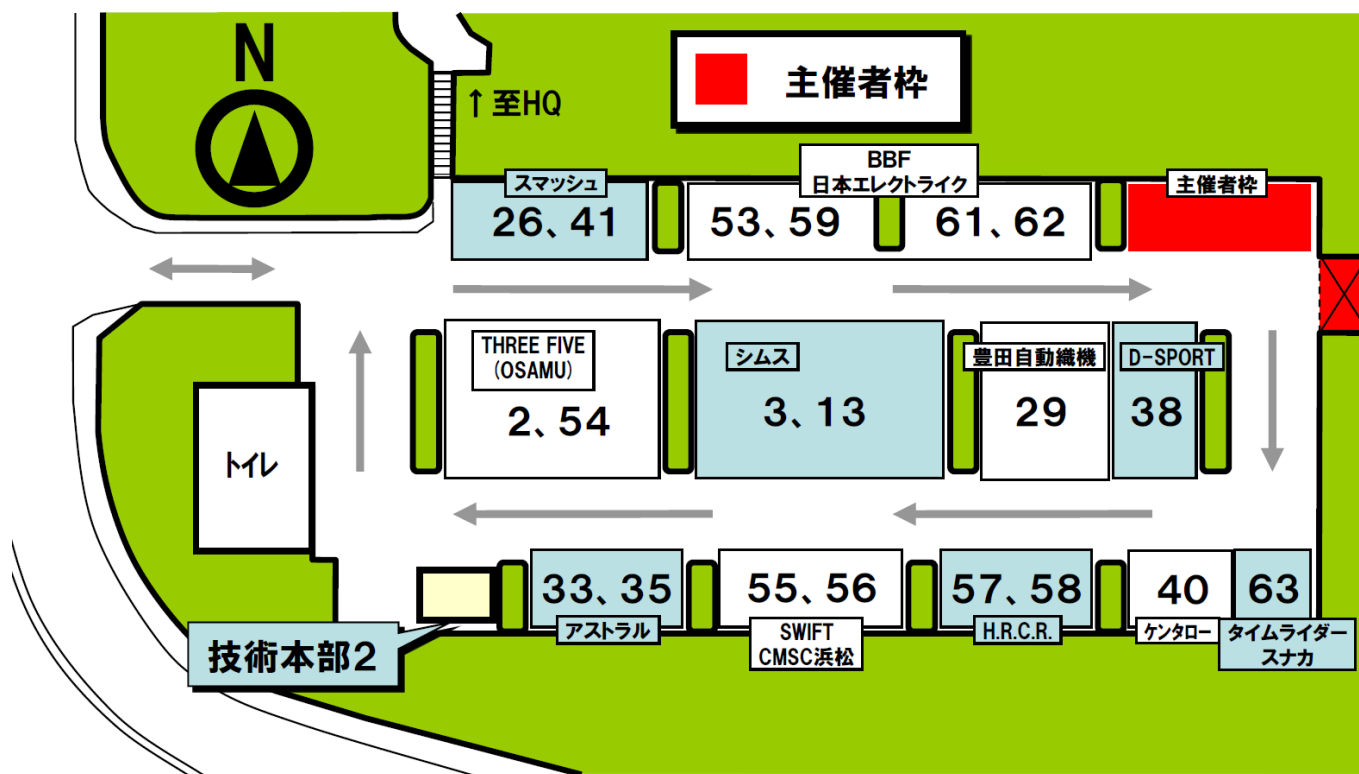 N
主催者枠
↑至HQ
スマッシュ
26、41
BBF
日本エレクトライク
53、59
61、62
主催者枠
THREE FIVE
(OSAMU)
2、54
シムス
3、13
豊田自動織機
29
D-SPORT
38
トイレ
技術本部2
33、35
アストラル
55、56
SWIFT
CMSC浜松
57、58
H.R.C.R.
40
ケンタロー
63
タイムライダー
スナカ